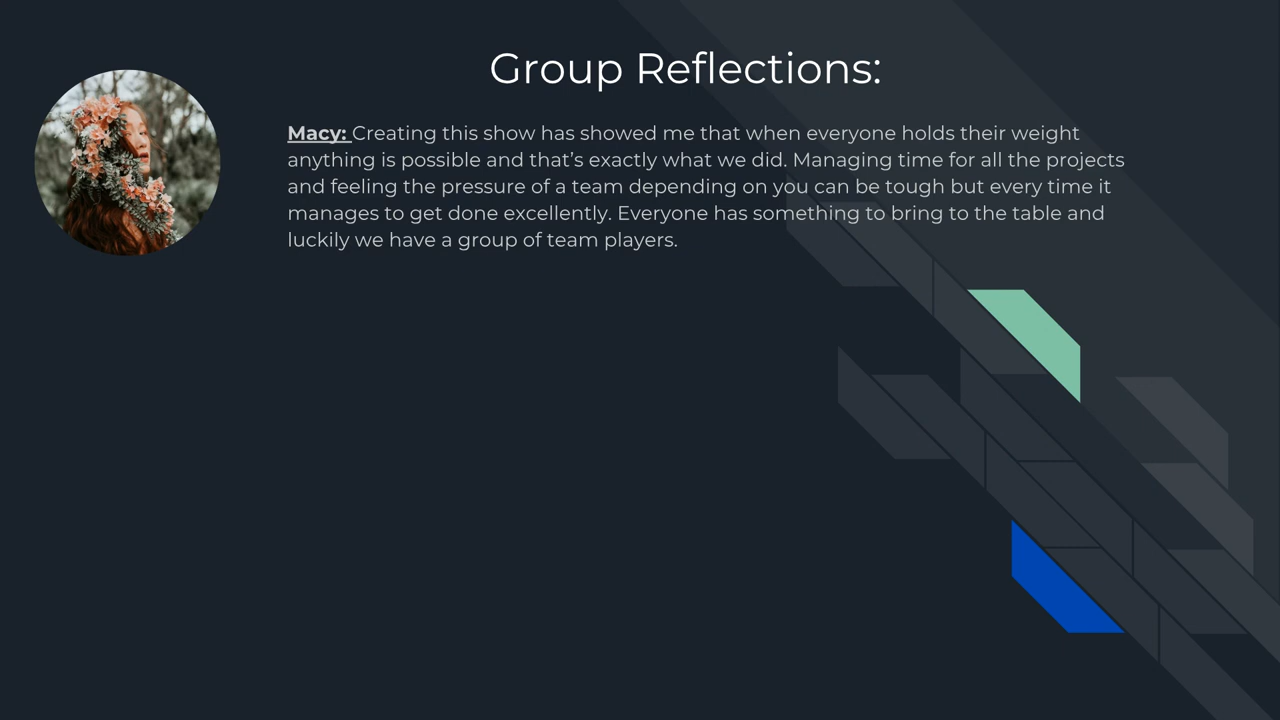 Group Reflections:
Macy: Creating this show has showed me that when everyone holds their weight
anything is possible and that’s exactly what we did. Managing time for all the projects
and feeling the pressure of a team depending on you can be tough but every time it
manages to get done excellently. Everyone has something to bring to the table and
luckily we have a group of team players.